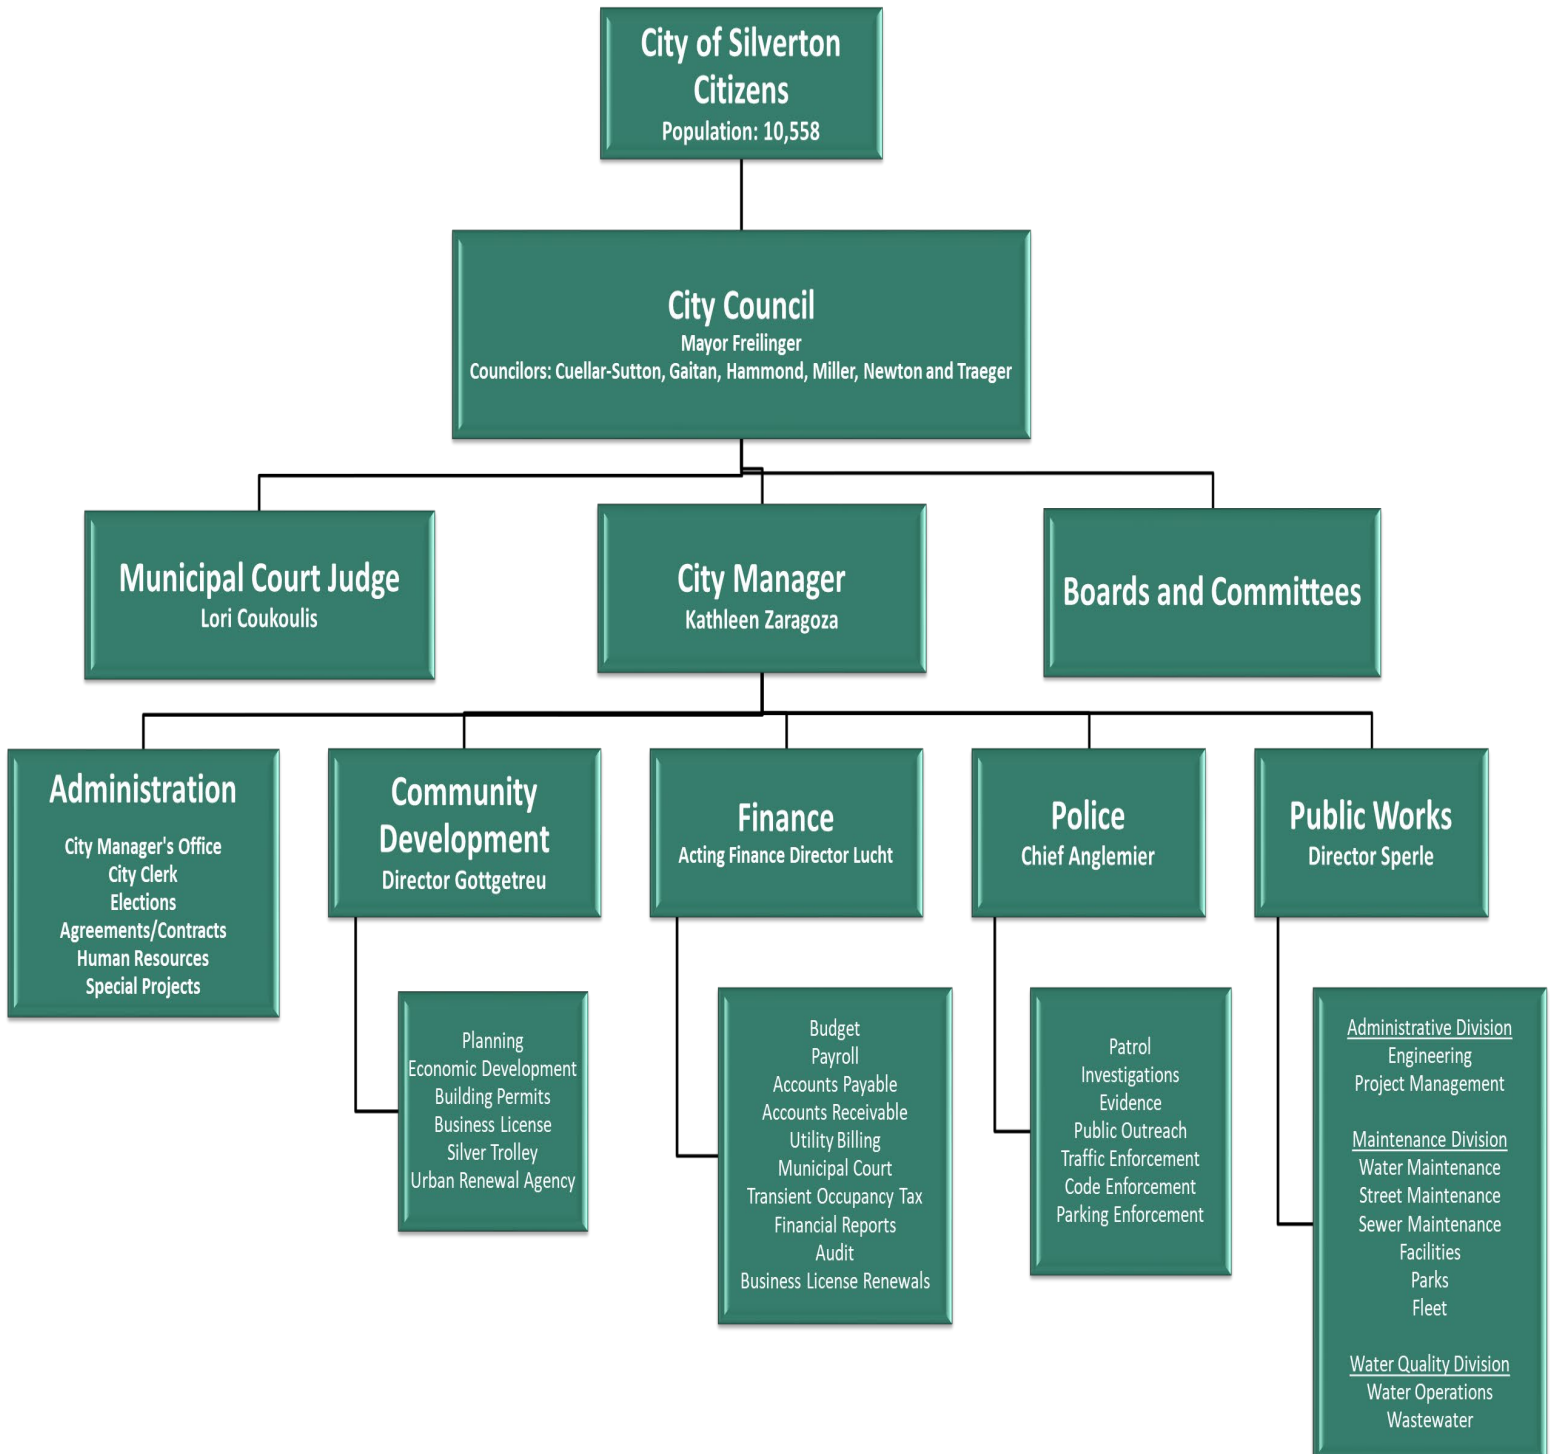 City of Silverton
Citizens
Population: 10,558
City Council
Mayor Freilinger
Councilors: Cuellar-Sutton, Gaitan, Hammond, Miller, Newton and Traeger
Municipal Court Judge
Lori Coukoulis
City Manager
Kathleen Zaragoza
Boards and Committees
Administration
City Manager's Office
City Clerk
Elections
Agreements/Contracts
Human Resources
Special Projects
Community
Development
Director Gottgetreu
Finance
Acting Finance Director Lucht
Police
Chief Anglemier
Public Works
Director Sperle
Planning
Economic Development
Building Permits
Business License
Silver Trolley
Urban Renewal Agency
Budget
Payroll
Accounts Payable
Accounts Receivable
Utility Billing
Municipal Court
Transient Occupancy Tax
Financial Reports
Audit
Business License Renewals
Patrol
Investigations
Evidence
Public Outreach
Traffic Enforcement
Code Enforcement
Parking Enforcement
Administrative Division
Engineering
Project Management
Maintenance Division
Water Maintenance
Street Maintenance
Sewer Maintenance
Facilities
Parks
Fleet
Water Quality Division
Water Operations
Wastewater